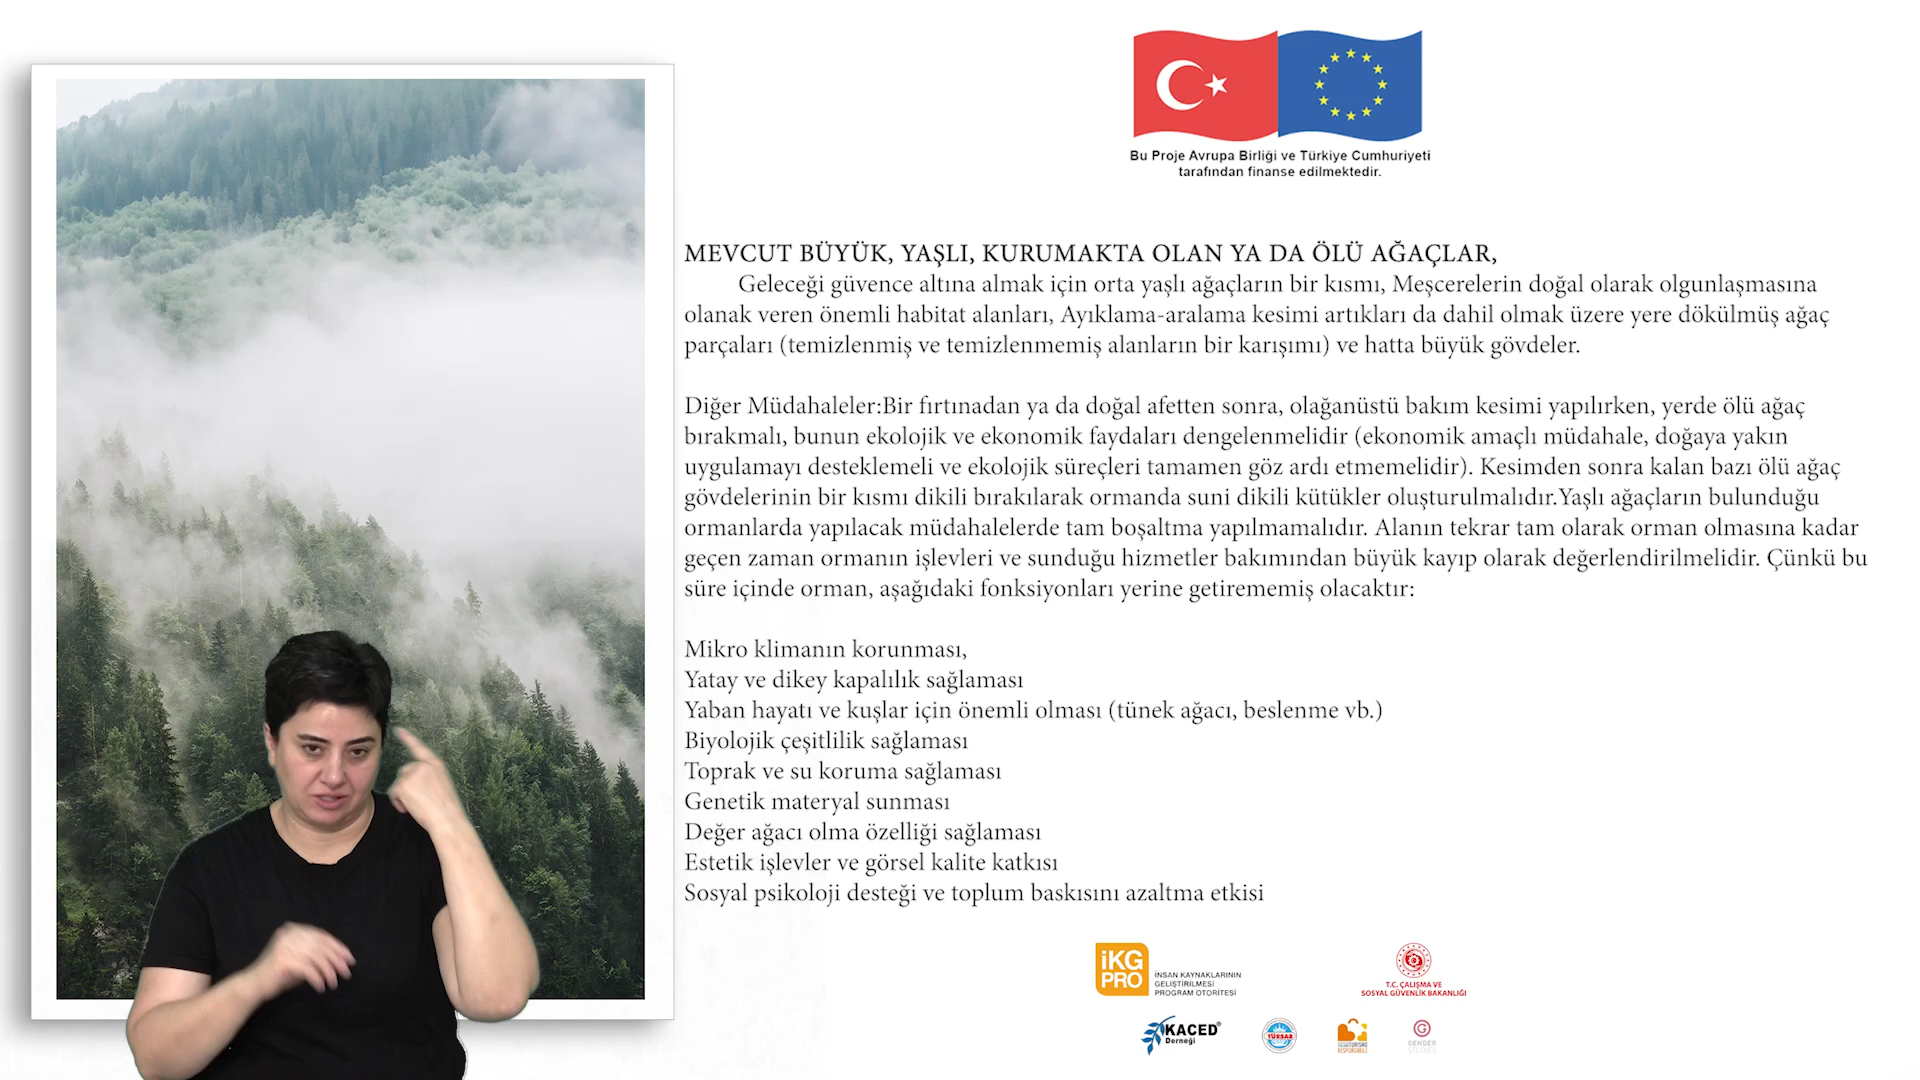 Bu Proje Avrupa Birliği ve Türkiye Cumhuriyeti
tarafından finanse edilmektedir.
MEVCUT BÜYÜK, YAŞLI, KURUMAKTA OLAN YA DA ÖLÜ AĞAÇLAR,
Geleceği güvence altına almak için orta yaşlı ağaçların bir kısmı, Meşcerelerin doğal olarak olgunlaşmasına
olanak veren önemli habitat alanları, Ayıklama-aralama kesimi artıkları da dahil olmak üzere yere dökülmüş ağaç
parçaları (temizlenmiş ve temizlenmemiş alanların bir karışımı) ve hatta büyük gövdeler.
Diğer Müdahaleler:Bir fırtınadan ya da doğal afetten sonra, olağanüstü bakım kesimi yapılırken, yerde ölü ağaç
bırakmalı, bunun ekolojik ve ekonomik faydaları dengelenmelidir (ekonomik amaçlı müdahale, doğaya yakın
uygulamayı desteklemeli ve ekolojik süreçleri tamamen göz ardı etmemelidir). Kesimden sonra kalan bazı ölü ağaç
gövdelerinin bir kısmı dikili bırakılarak ormanda suni dikili kütükler oluşturulmalıdır.Yaşlı ağaçların bulunduğu
ormanlarda yapılacak müdahalelerde tam boşaltma yapılmamalıdır. Alanın tekrar tam olarak orman olmasına kadar
geçen zaman ormanın işlevleri ve sunduğu hizmetler bakımından büyük kayıp olarak değerlendirilmelidir. Çünkü bu
süre içinde orman, aşağıdaki fonksiyonları yerine getirememiş olacaktır:
Mikro klimanın korunması,
Yatay ve dikey kapalılık sağlaması
Yaban hayatı ve kuşlar için önemli olması (tünek ağacı, beslenme vb.)
Biyolojik çeşitlilik sağlaması
Toprak ve su koruma sağlaması
Genetik materyal sunması
Değer ağacı olma özelliği sağlaması
Estetik işlevler ve görsel kalite katkısı
Sosyal psikoloji desteği ve toplum baskısını azaltma etkisi
iKG
PRO
İNSAN KAYNAKLARININ
GELİŞTİRİLMESİ
PROGRAM OTORİTESİ
T.C. ÇALIŞMA VE
SOSYAL GÜVENLİK BAKANLIĞI
KACED
Derneği
TÜRSAB
RESPONSABLE
GENDER
STUDIES